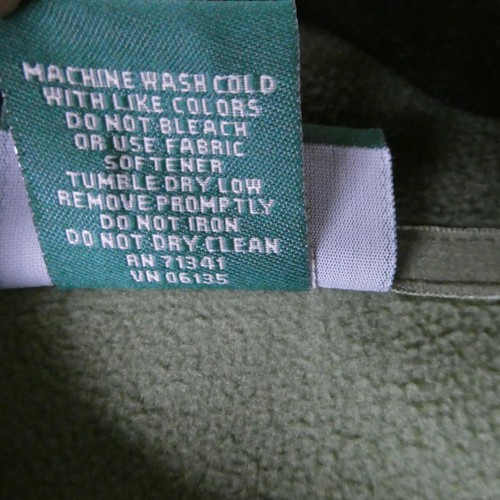 MACHINE WASH COLD
WITH LIKE COLORS
DO NOT BLEACH
OR USE FABRIC
SOFTENER
TUMBLE DRY LOW
REMOVE PROMPTLY
DO NOT IRON
DO NOT DRY CLEAN
RN 71341
VN 06135